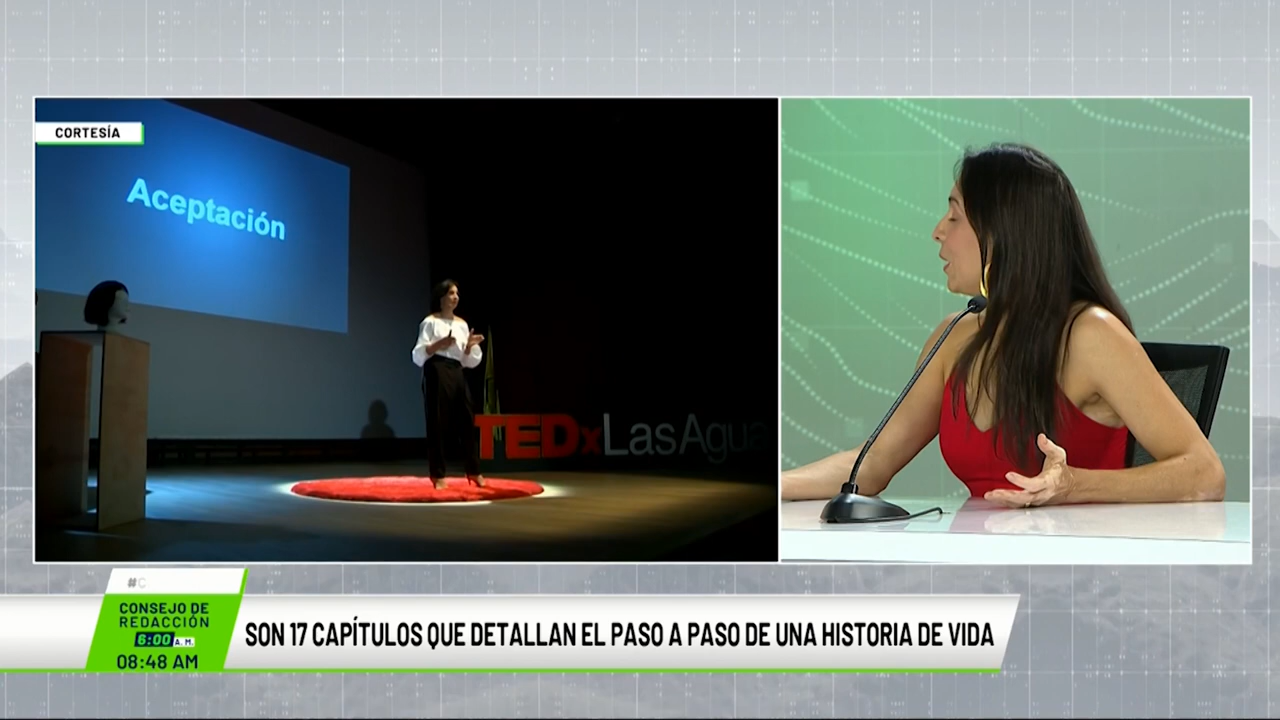 CORTESÍA
Aceptación
TEDxLasAgua
#C
CONSEJO DE
REDACCIÓN
6:00 A.M.
08:48 AM
SON 17 CAPÍTULOS QUE DETALLAN EL PASO A PASO DE UNA HISTORIA DE VIDA